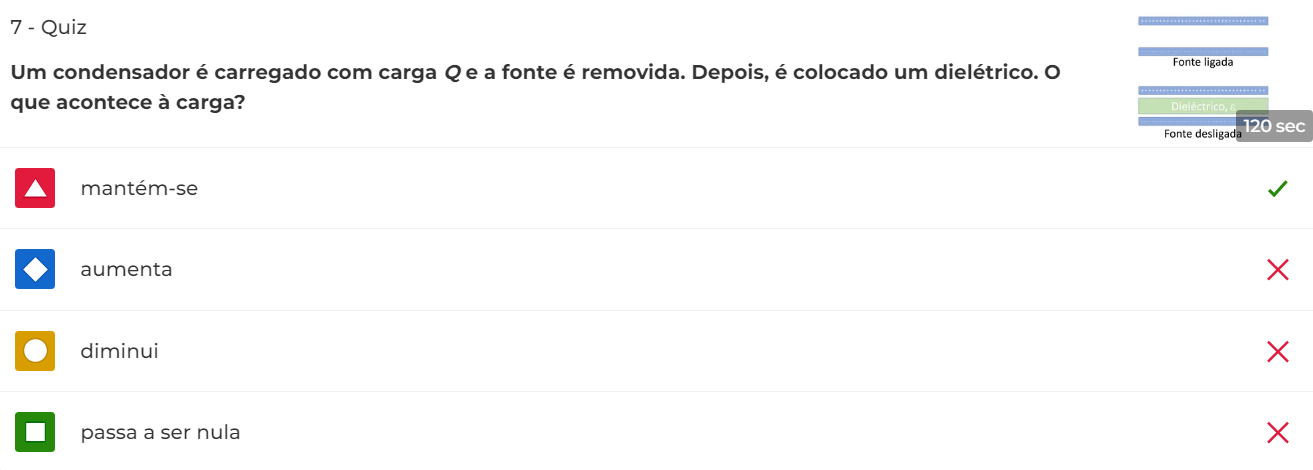 7 - Quiz
Um condensador é carregado com carga Q e a fonte é removida. Depois, é colocado um dielétrico. O
que acontece à carga?
Fonte ligada
Dieléctrico, ε
Fonte desligada
120 sec
mantém-se
aumenta
diminui
passa a ser nula